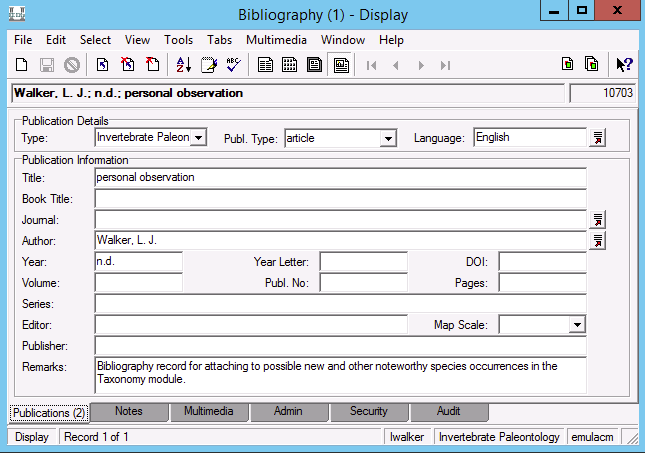 Bibliography (1) - Display
File Edit Select View Tools Tabs Multimedia Window Help
Walker, L. J.; n.d.; personal observation 10703
Publication Details
Type: Invertebrate Paleon Publ. Type: article Language: English
Publication Information
Title: personal observation
Book Title:
Journal:
Author: Walker, L. J.
Year: n.d. Year Letter: DOI:
Volume: Publ. No: Pages:
Series:
Editor: Map Scale:
Publisher:
Remarks: Bibliography record for attaching to possible new and other noteworthy species occurrences in the
Taxonomy module.
Publications (2) Notes Multimedia Admin Security Audit
Display Record 1 of 1 lwalker Invertebrate Paleontology emulacm